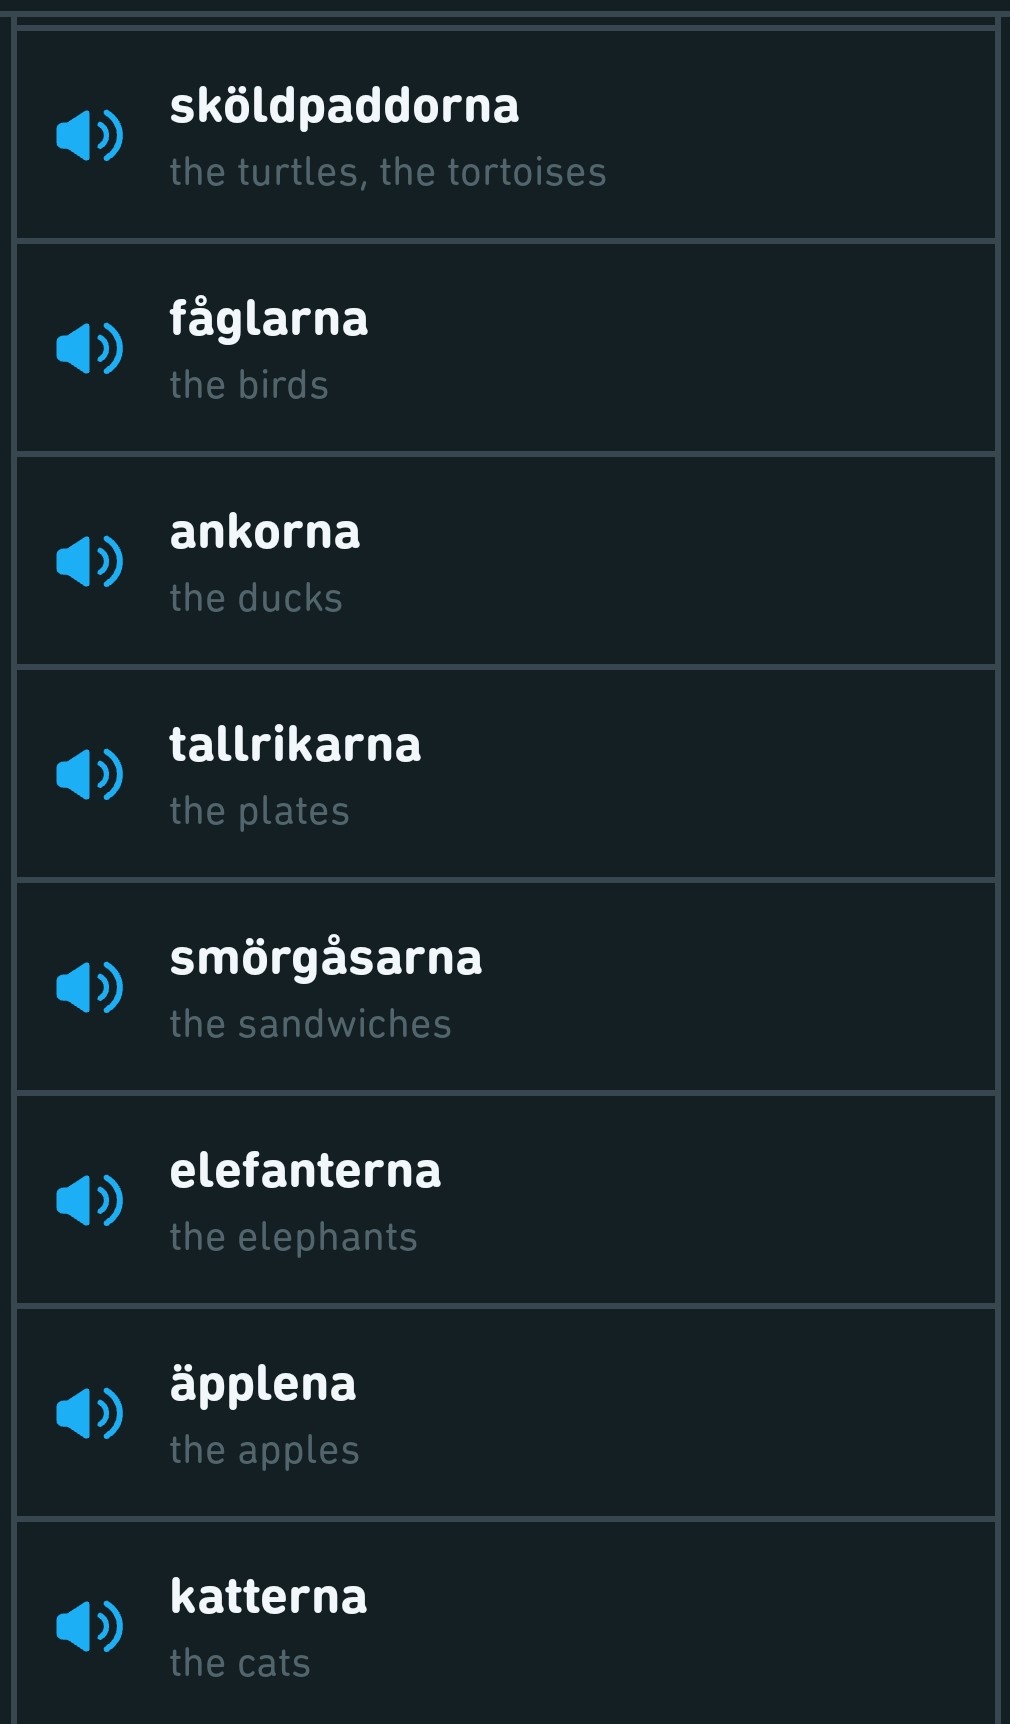 sköldpaddorna
the turtles, the tortoises
fåglarna
the birds
ankorna
the ducks
tallrikarna
the plates
smörgåsarna
the sandwiches
elefanterna
the elephants
äpplena
the apples
katterna
the cats